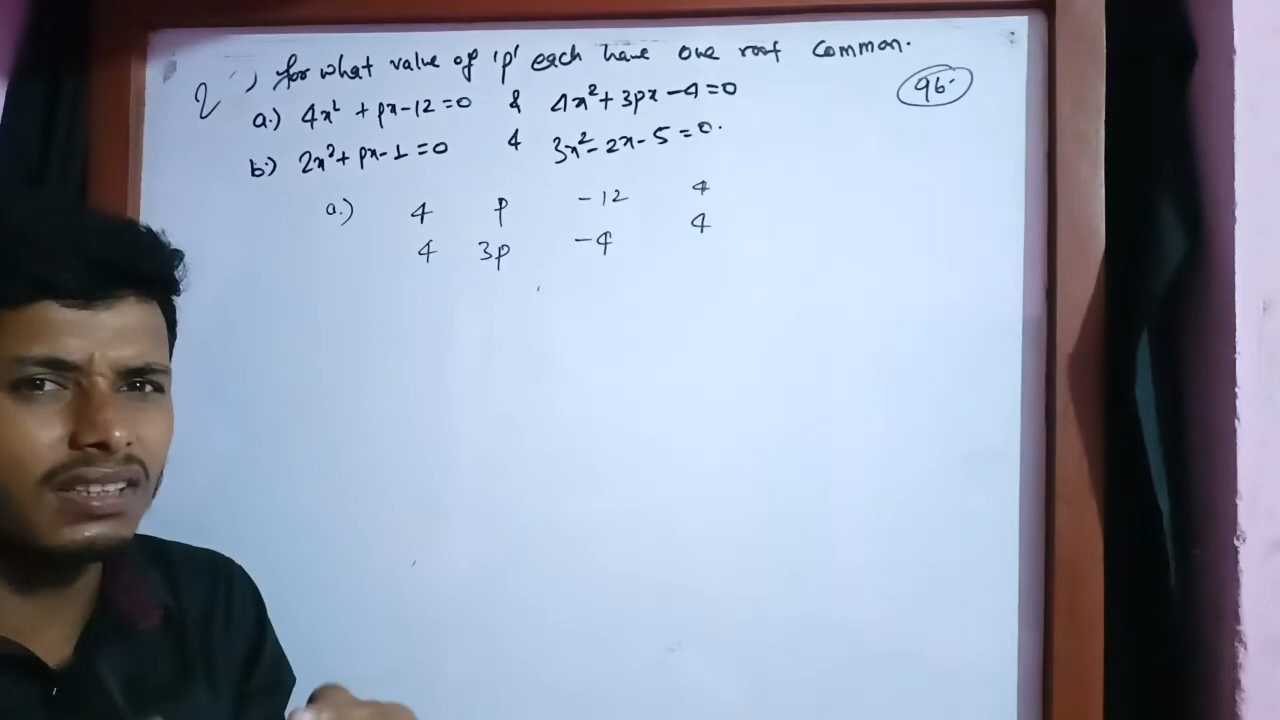 Q ), for what value of 'p' each have one root common.
96.
a.) 4x² + px-12=0 & 4x²+3px-4=0
b.) 2x²+px-1=0 & 3x²-2x-5=0.
a.) 4 p -12 4
4 3p -4 4